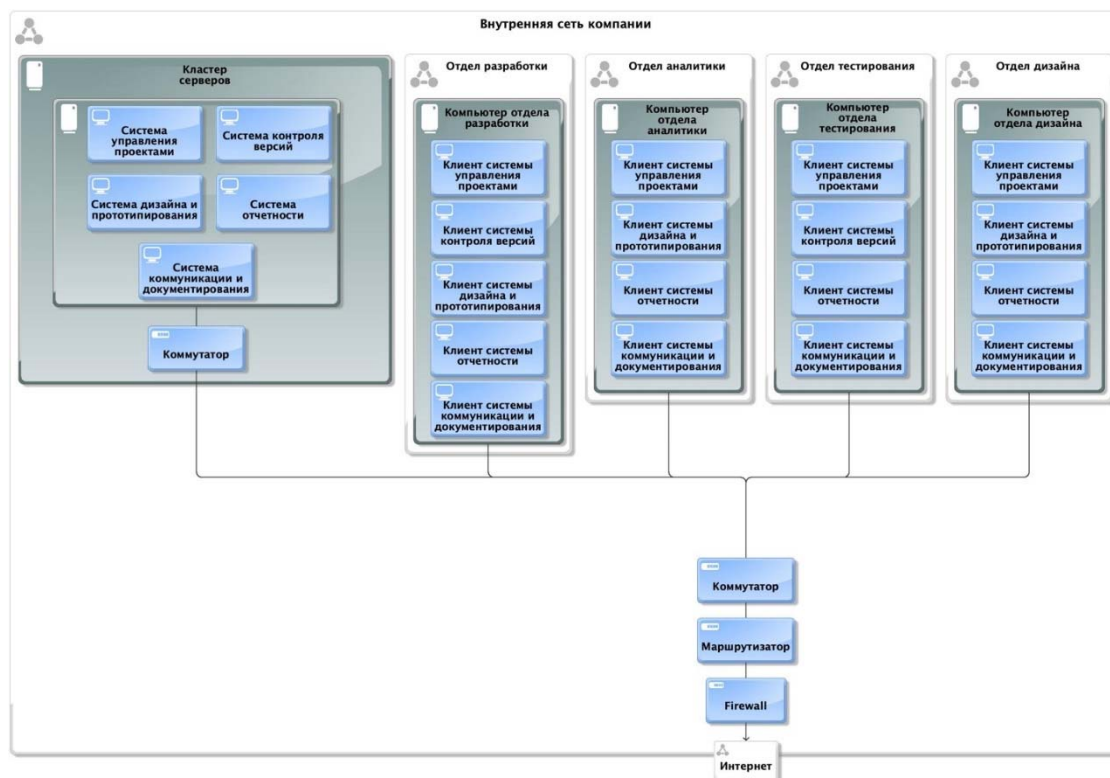 Внутренняя сеть компании
Кластер
серверов
Система
управления
проектами
Система контроля
версий
Система дизайна и
прототипирования
Система
отчетности
Система
коммуникации и
документирования
Коммутатор
Отдел разработки
Компьютер отдела
разработки
Клиент системы
управления
проектами
Клиент системы
контроля версий
Клиент системы
дизайна и
прототипирования
Клиент системы
отчетности
Клиент системы
коммуникации и
документирования
Отдел аналитики
Компьютер
отдела
аналитики
Клиент системы
управления
проектами
Клиент системы
дизайна и
прототипирования
Клиент системы
отчетности
Клиент системы
коммуникации и
документирования
Отдел тестирования
Компьютер
отдела
тестирования
Клиент системы
управления
проектами
Клиент системы
контроля версий
Клиент системы
отчетности
Клиент системы
коммуникации и
документирования
Отдел дизайна
Компьютер
отдела дизайна
Клиент системы
управления
проектами
Клиент системы
дизайна и
прототипирования
Клиент системы
отчетности
Клиент системы
коммуникации и
документирования
Коммутатор
Маршрутизатор
Firewall
Интернет